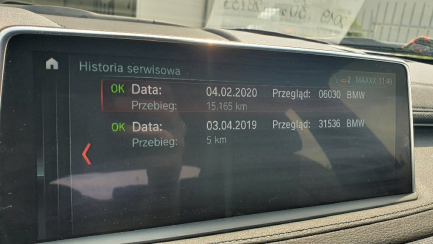 Historia serwisowa
OK Data: 04.02.2020 Przegląd: 06030 BMW
Przebieg: 15.165 km
OK Data: 03.04.2019 Przegląd: 31536 BMW
Przebieg: 5 km